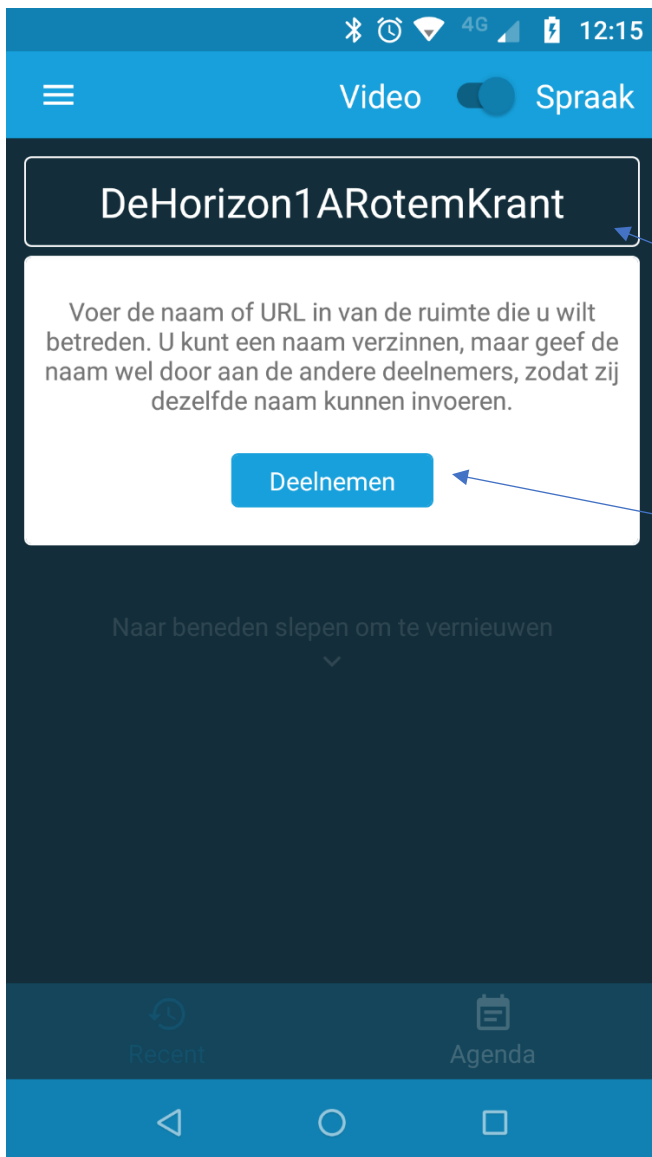 4G 12:15
Video Spraak
DeHorizon1ARotemKrant
Voer de naam of URL in van de ruimte die u wilt
betreden. U kunt een naam verzinnen, maar geef de
naam wel door aan de andere deelnemers, zodat zij
dezelfde naam kunnen invoeren.
Deelnemen
Naar beneden slepen om te vernieuwen
Recent Agenda